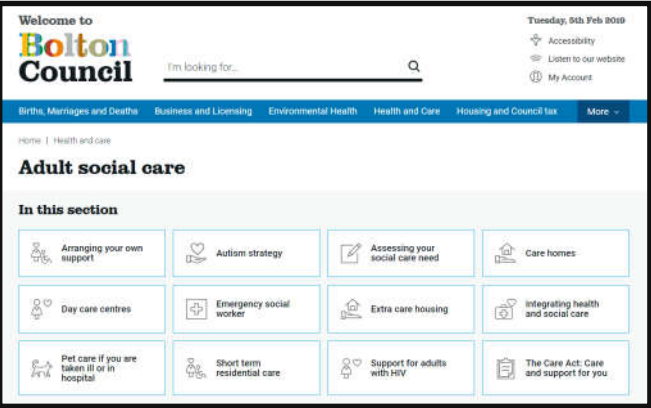 Welcome to
Bolton
Council
I'm looking for...
Tuesday, 5th Feb 2019
Accessibility
Listen to our website
My Account
Births, Marriages and Deaths
Business and Licensing
Environmental Health
Health and Care
Housing and Council tax
More
Home | Health and care
Adult social care
In this section
Arranging your own
support
Autism strategy
Assessing your
social care need
Care homes
Day care centres
Emergency social
worker
Extra care housing
Integrating health
and social care
Pet care if you are
taken ill or in
hospital
Short term
residential care
Support for adults
with HIV
The Care Act: Care
and support for you